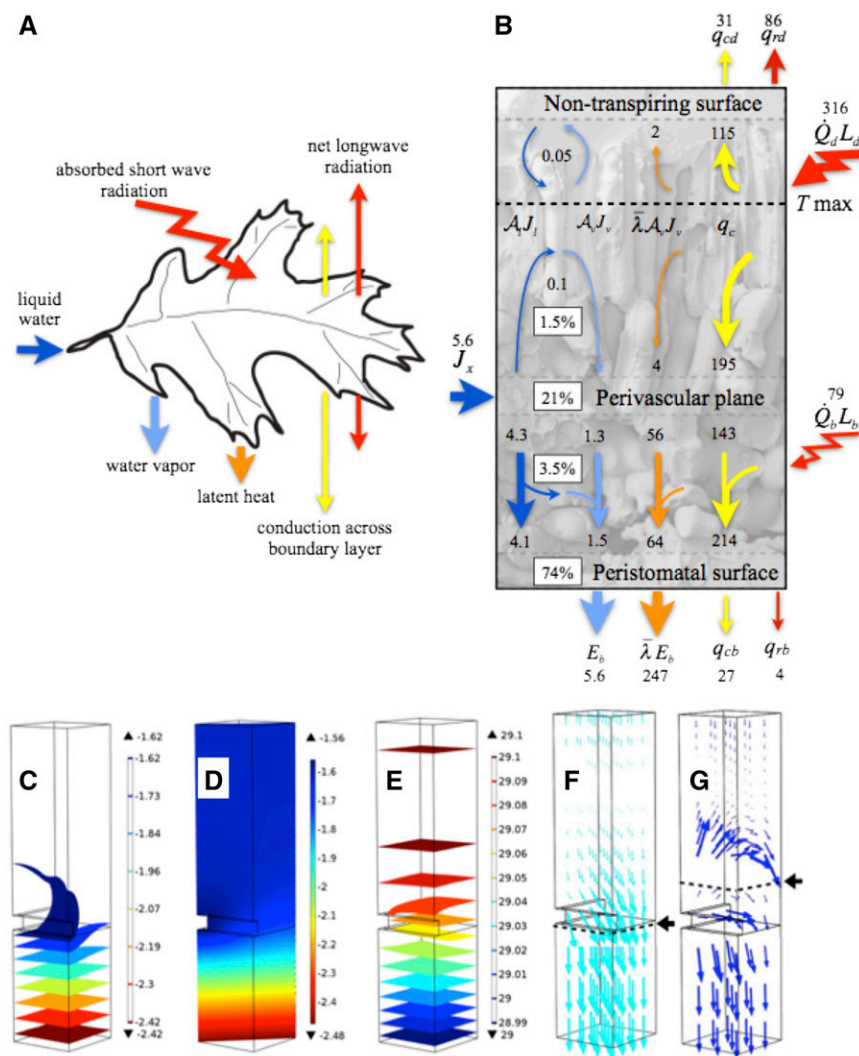 A
B
absorbed short wave
radiation
net longwave
radiation
liquid
water
water vapor
latent heat
conduction across
boundary layer
31
q_cd
86
q_rd
Non-transpiring surface
316
Q̇_d L_d
2
115
0.05
T max
A_l J_l
A_v J_v
λ̄ A_v J_v
q_c
0.1
1.5%
4
195
5.6
J_x
21%
Perivascular plane
79
Q̇_b L_b
4.3
1.3
56
143
3.5%
4.1
1.5
64
214
74%
Peristomatal surface
E_b
λ̄ E_b
q_cb
q_rb
5.6
247
27
4
C
▲ -1.62
-1.62
-1.73
-1.84
-1.96
-2.07
-2.19
-2.3
-2.42
▼ -2.42
D
▲ -1.56
-1.6
-1.7
-1.8
-1.9
-2
-2.1
-2.2
-2.3
-2.4
▼ -2.48
E
▲ 29.1
29.1
29.09
29.08
29.07
29.06
29.05
29.04
29.03
29.02
29.01
29
28.99
▼ 29
F
G